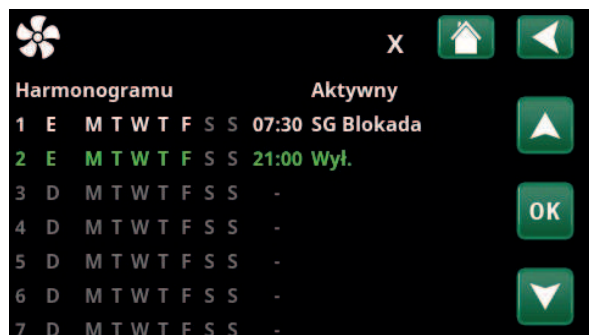 X
Harmonogramu Aktywny
1 E M T W T F S S 07:30 SG Blokada
2 E M T W T F S S 21:00 Wył.
3 D M T W T F S S -
4 D M T W T F S S -
OK
5 D M T W T F S S -
6 D M T W T F S S -
7 D M T W T F S S -